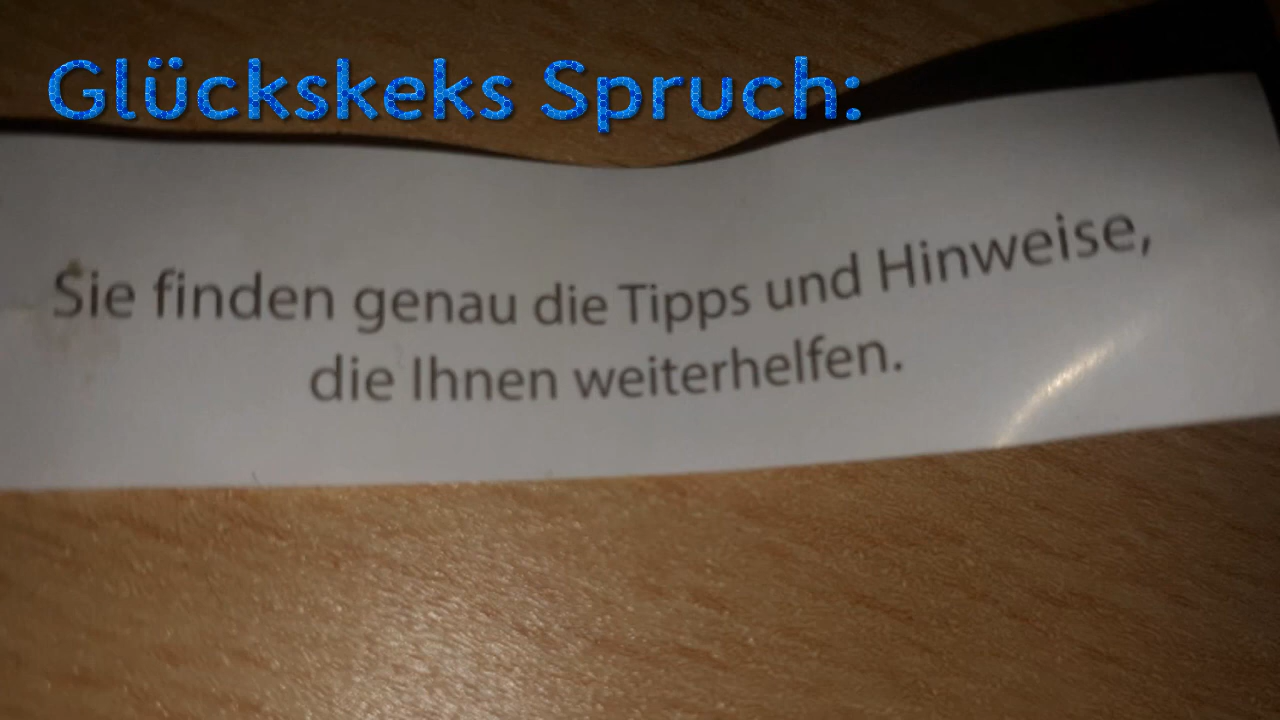 Glückskeks Spruch:
Sie finden genau die Tipps und Hinweise,
die Ihnen weiterhelfen.